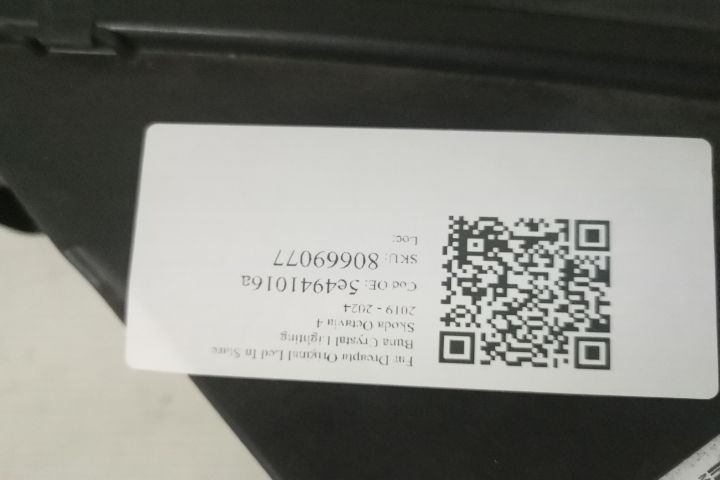 Far Dreapta Original Led In Stare
Buna Crystal Lighting
Skoda Octavia 4
2019 - 2024
Cod OE: 5e4941016a
SKU: 80669077
Loc: